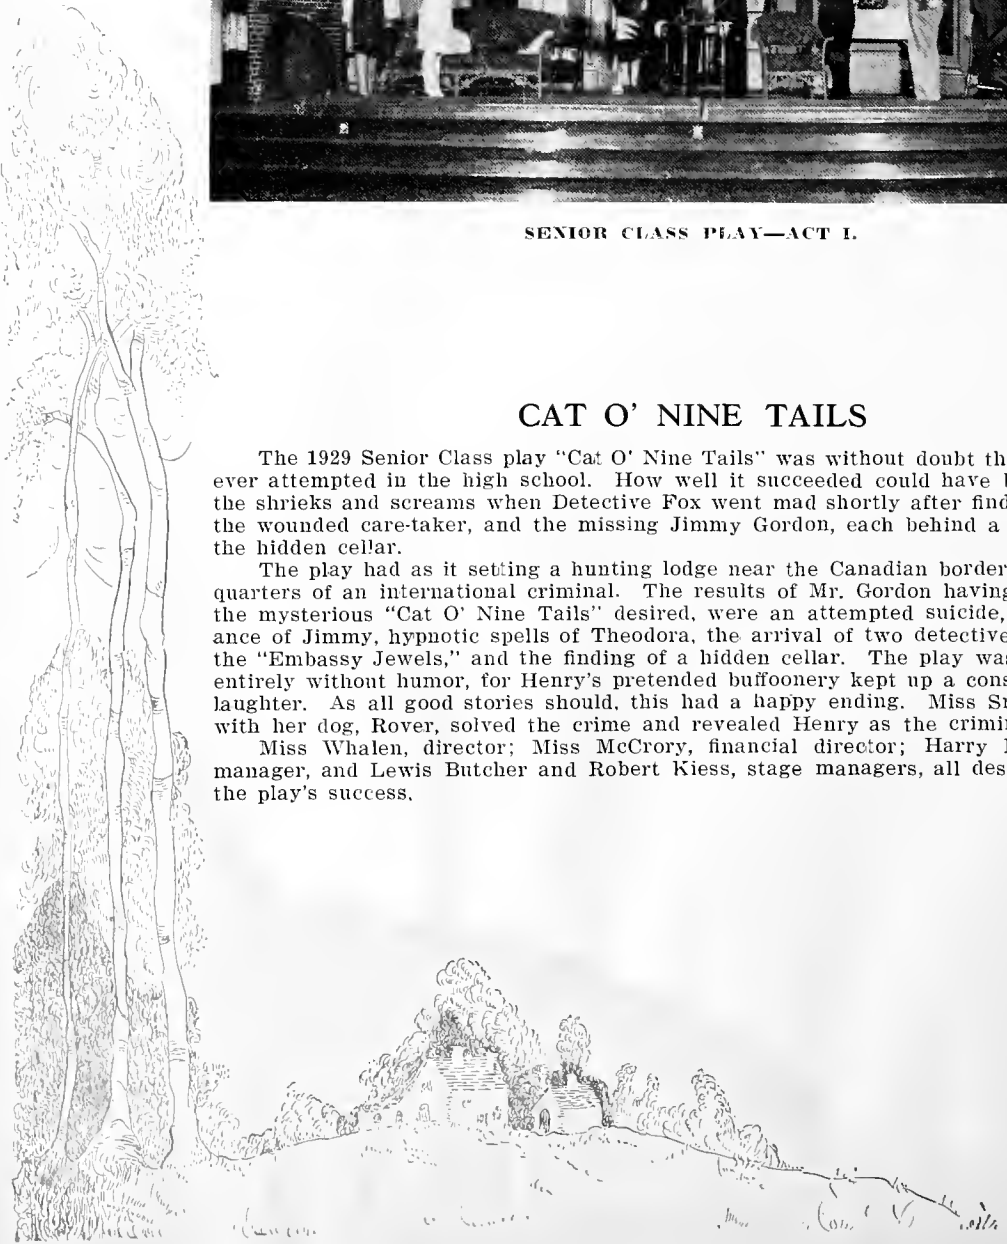 SENIOR CLASS PLAY—ACT I.
CAT O' NINE TAILS
The 1929 Senior Class play "Cat O' Nine Tails" was without doubt
ever attempted in the high school. How well it succeeded could have
the shrieks and screams when Detective Fox went mad shortly after
the wounded care-taker, and the missing Jimmy Gordon, each behind a
the hidden cellar.
The play had as it setting a hunting lodge near the Canadian border
quarters of an international criminal. The results of Mr. Gordon having
the mysterious "Cat O' Nine Tails" desired, were an attempted suicide,
ance of Jimmy, hypnotic spells of Theodora, the arrival of two detective
the "Embassy Jewels," and the finding of a hidden cellar. The play
entirely without humor, for Henry's pretended buffoonery kept up a
laughter. As all good stories should, this had a happy ending. Miss
with her dog, Rover, solved the crime and revealed Henry as the
Miss Whalen, director; Miss McCrory, financial director; Harry
manager, and Lewis Butcher and Robert Kiess, stage managers, all
the play's success.